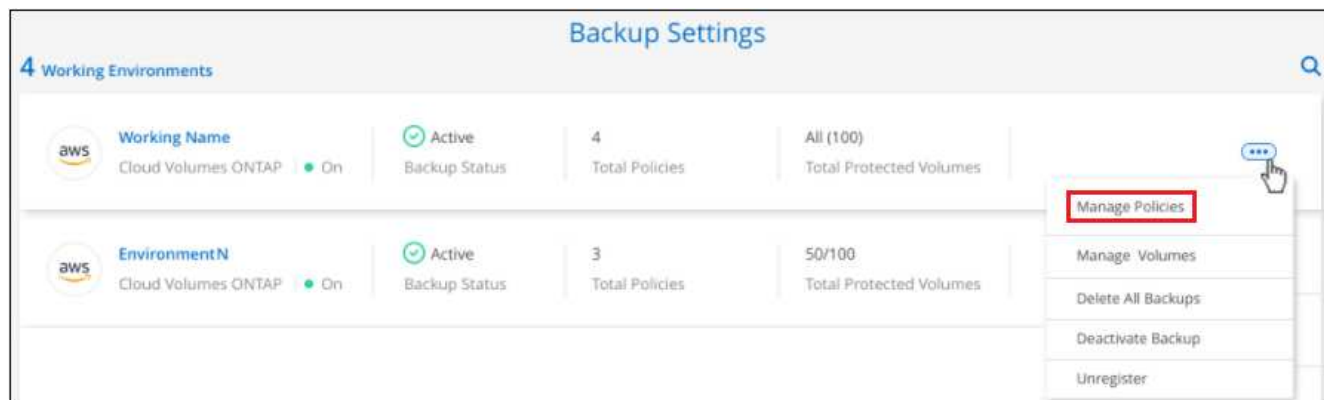 Backup Settings
4 Working Environments
aws
Working Name
Cloud Volumes ONTAP
On
Active
Backup Status
4
Total Policies
All (100)
Total Protected Volumes
Manage Policies
Manage Volumes
Delete All Backups
Deactivate Backup
Unregister
aws
EnvironmentN
Cloud Volumes ONTAP
On
Active
Backup Status
3
Total Policies
50/100
Total Protected Volumes